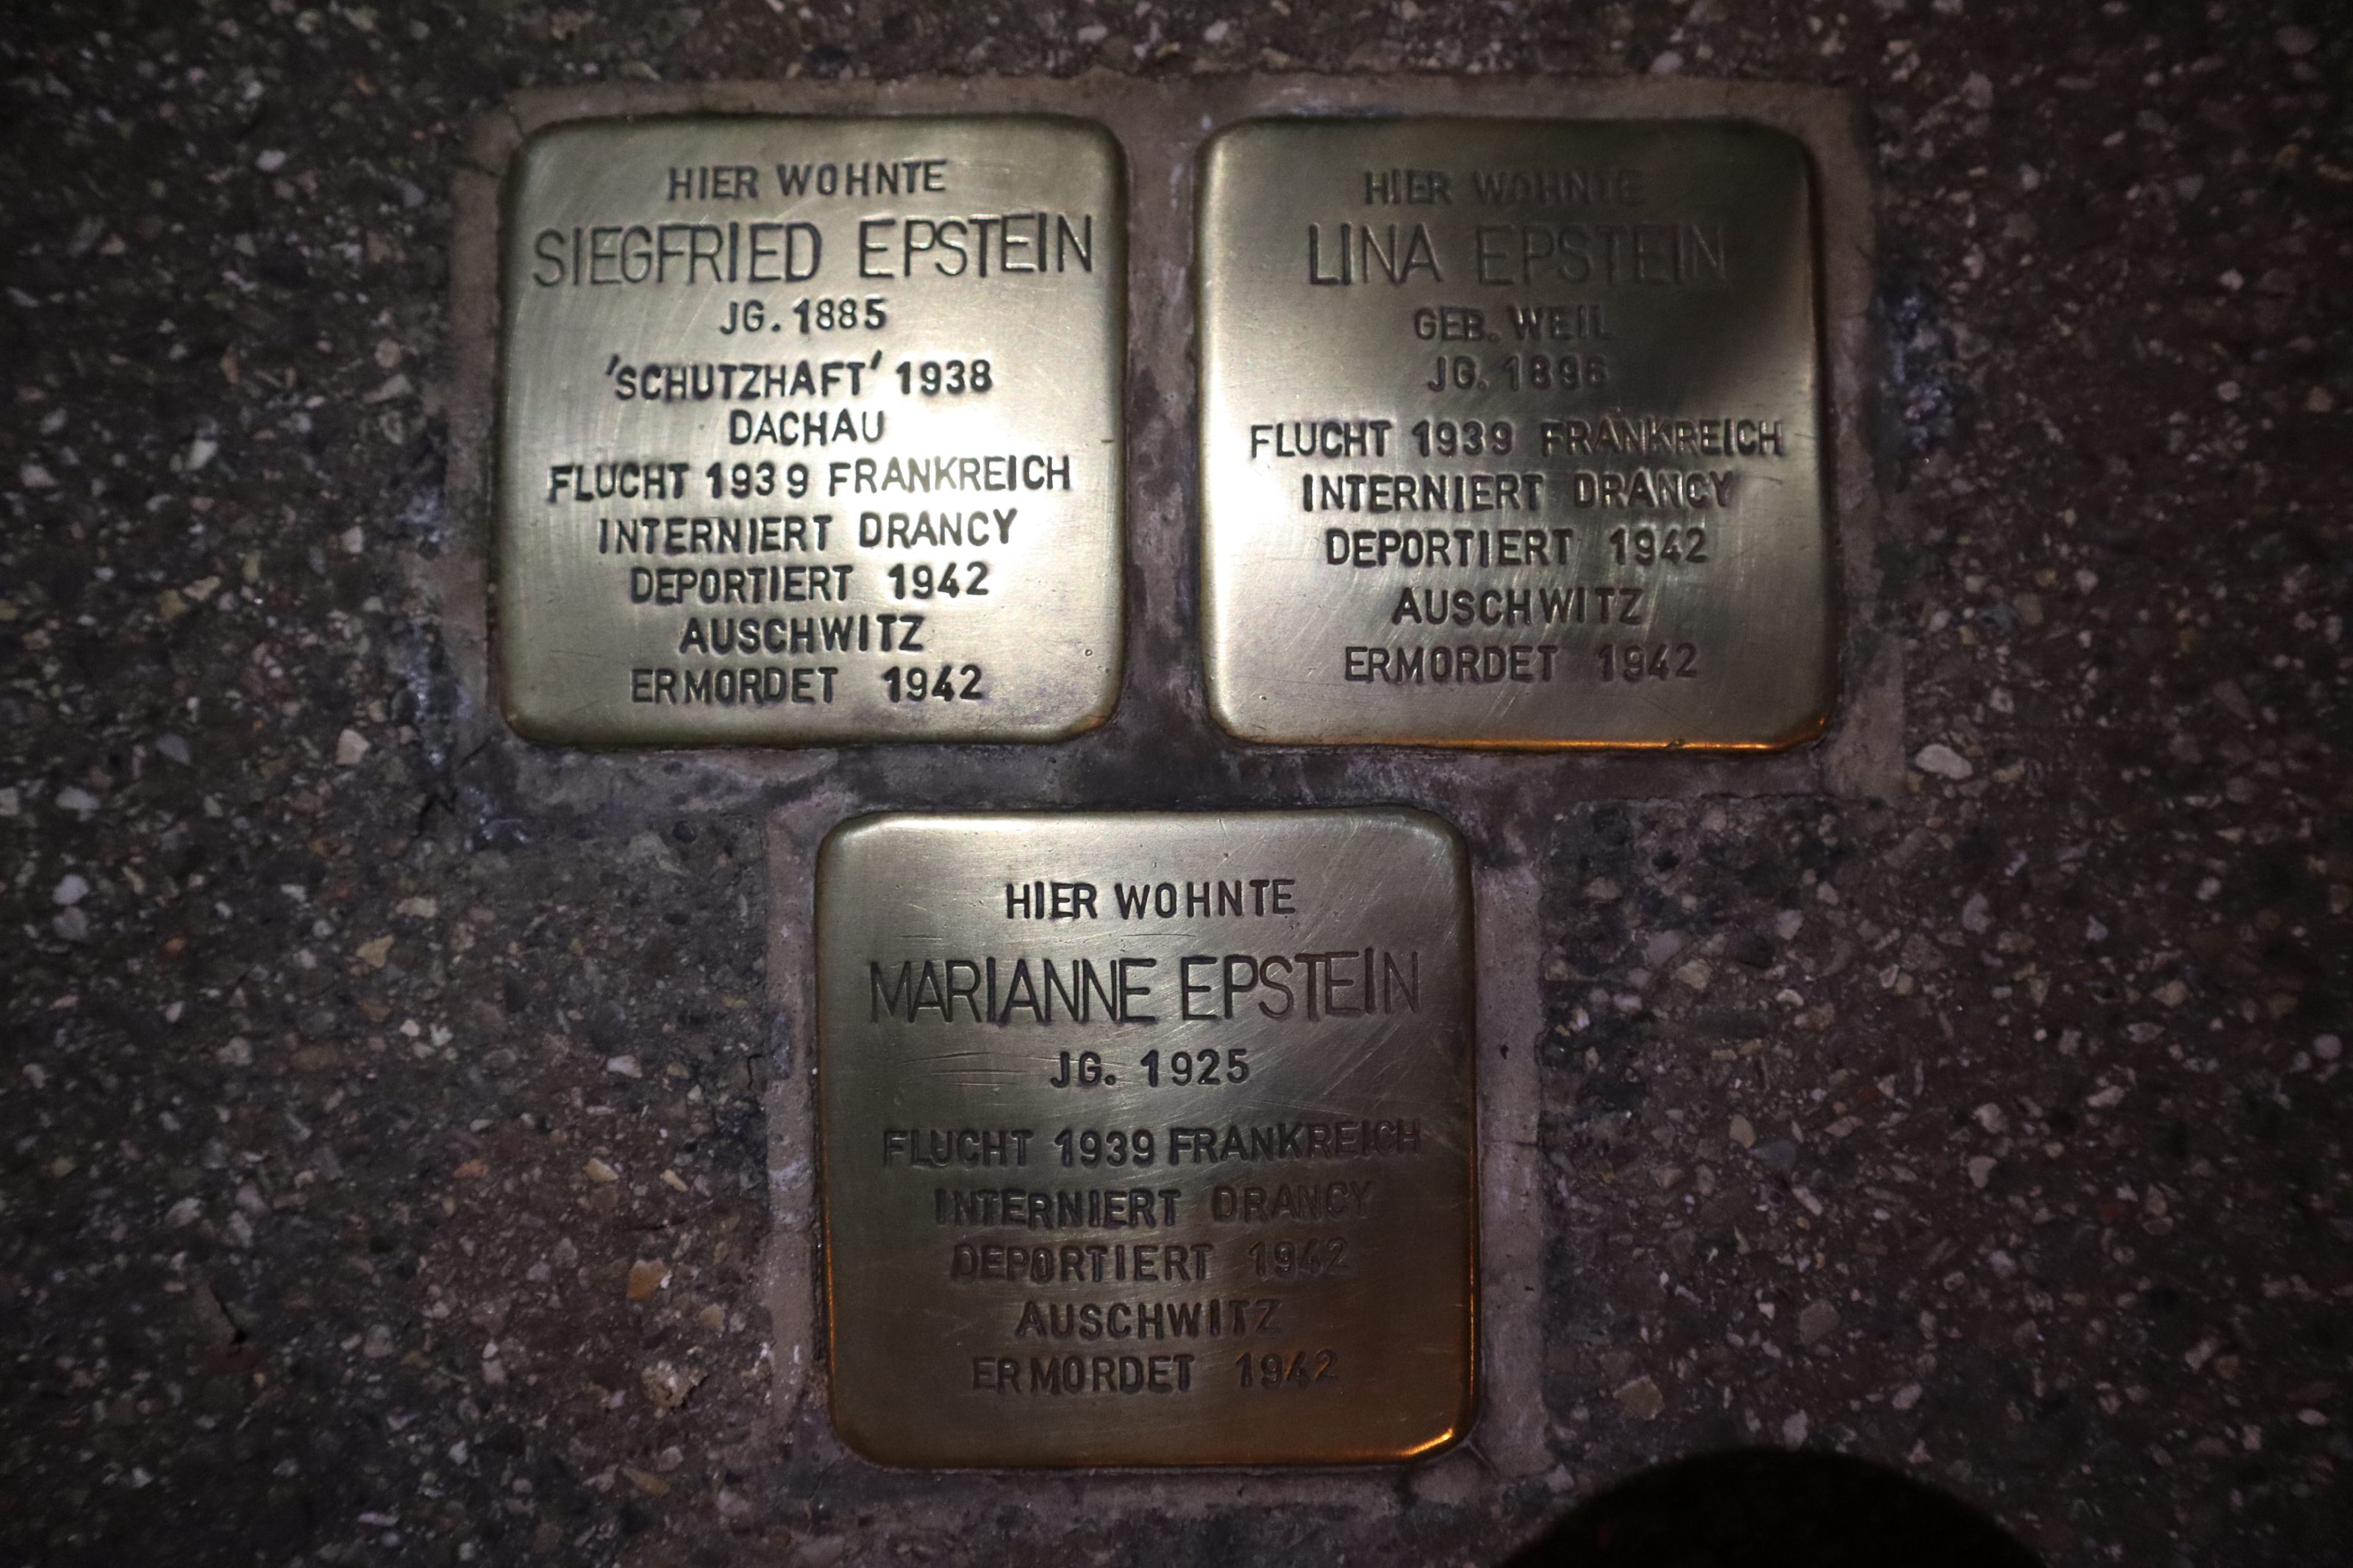 HIER WOHNTE
SIEGFRIED EPSTEIN
JG. 1885
'SCHUTZHAFT' 1938
DACHAU
FLUCHT 1939 FRANKREICH
INTERNIERT DRANCY
DEPORTIERT 1942
AUSCHWITZ
ERMORDET 1942
HIER WOHNTE
LINA EPSTEIN
GEB. WEIL
JG. 1896
FLUCHT 1939 FRANKREICH
INTERNIERT DRANCY
DEPORTIERT 1942
AUSCHWITZ
ERMORDET 1942
HIER WOHNTE
MARIANNE EPSTEIN
JG. 1925
FLUCHT 1939 FRANKREICH
INTERNIERT DRANCY
DEPORTIERT 1942
AUSCHWITZ
ERMORDET 1942